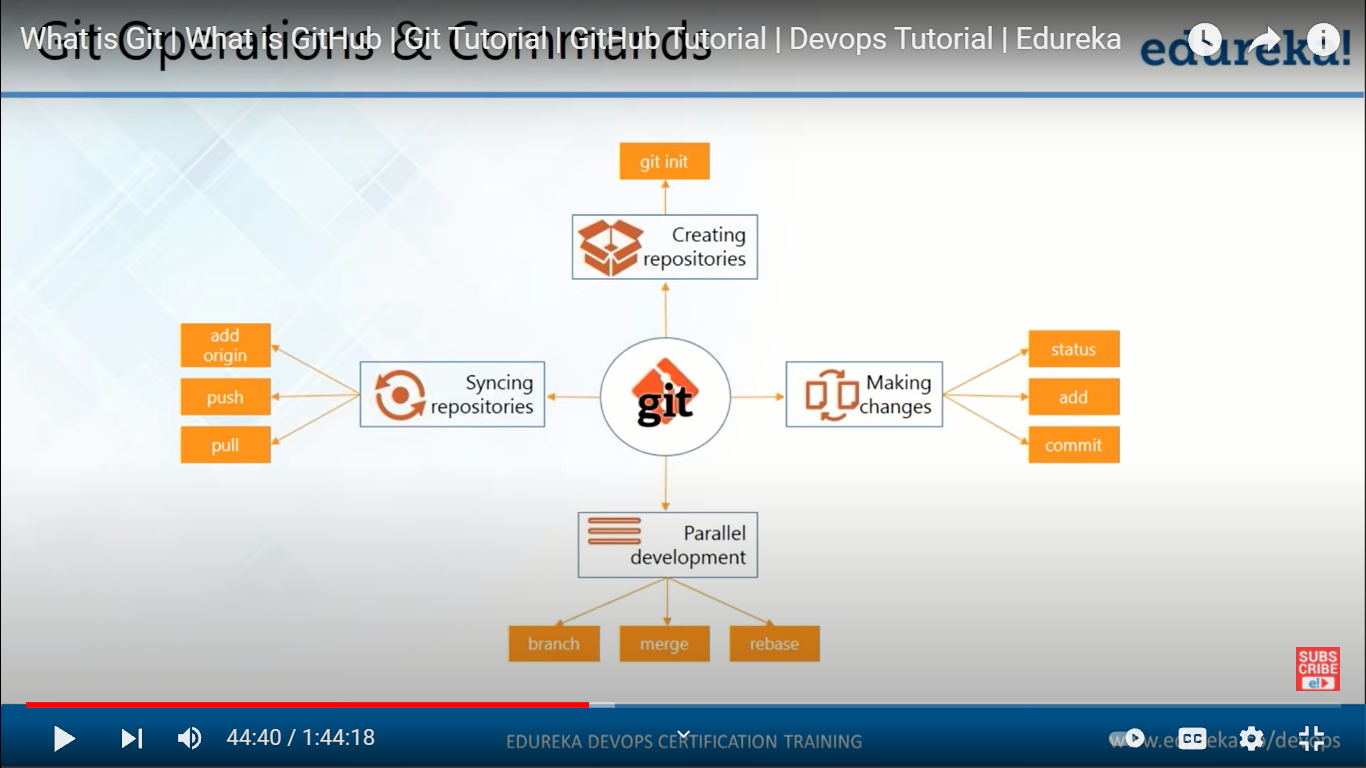 Git Operations & Commands
What is Git | What is GitHub | Git Tutorial | GitHub Tutorial | Devops Tutorial | Edureka
edureka!
git init
Creating
repositories
add
origin
push
pull
Syncing
repositories
git
Making
changes
status
add
commit
Parallel
development
branch
merge
rebase
SUBS
CRIBE
e!
44:40 / 1:44:18
EDUREKA DEVOPS CERTIFICATION TRAINING
CC
www.edureka.co/devops